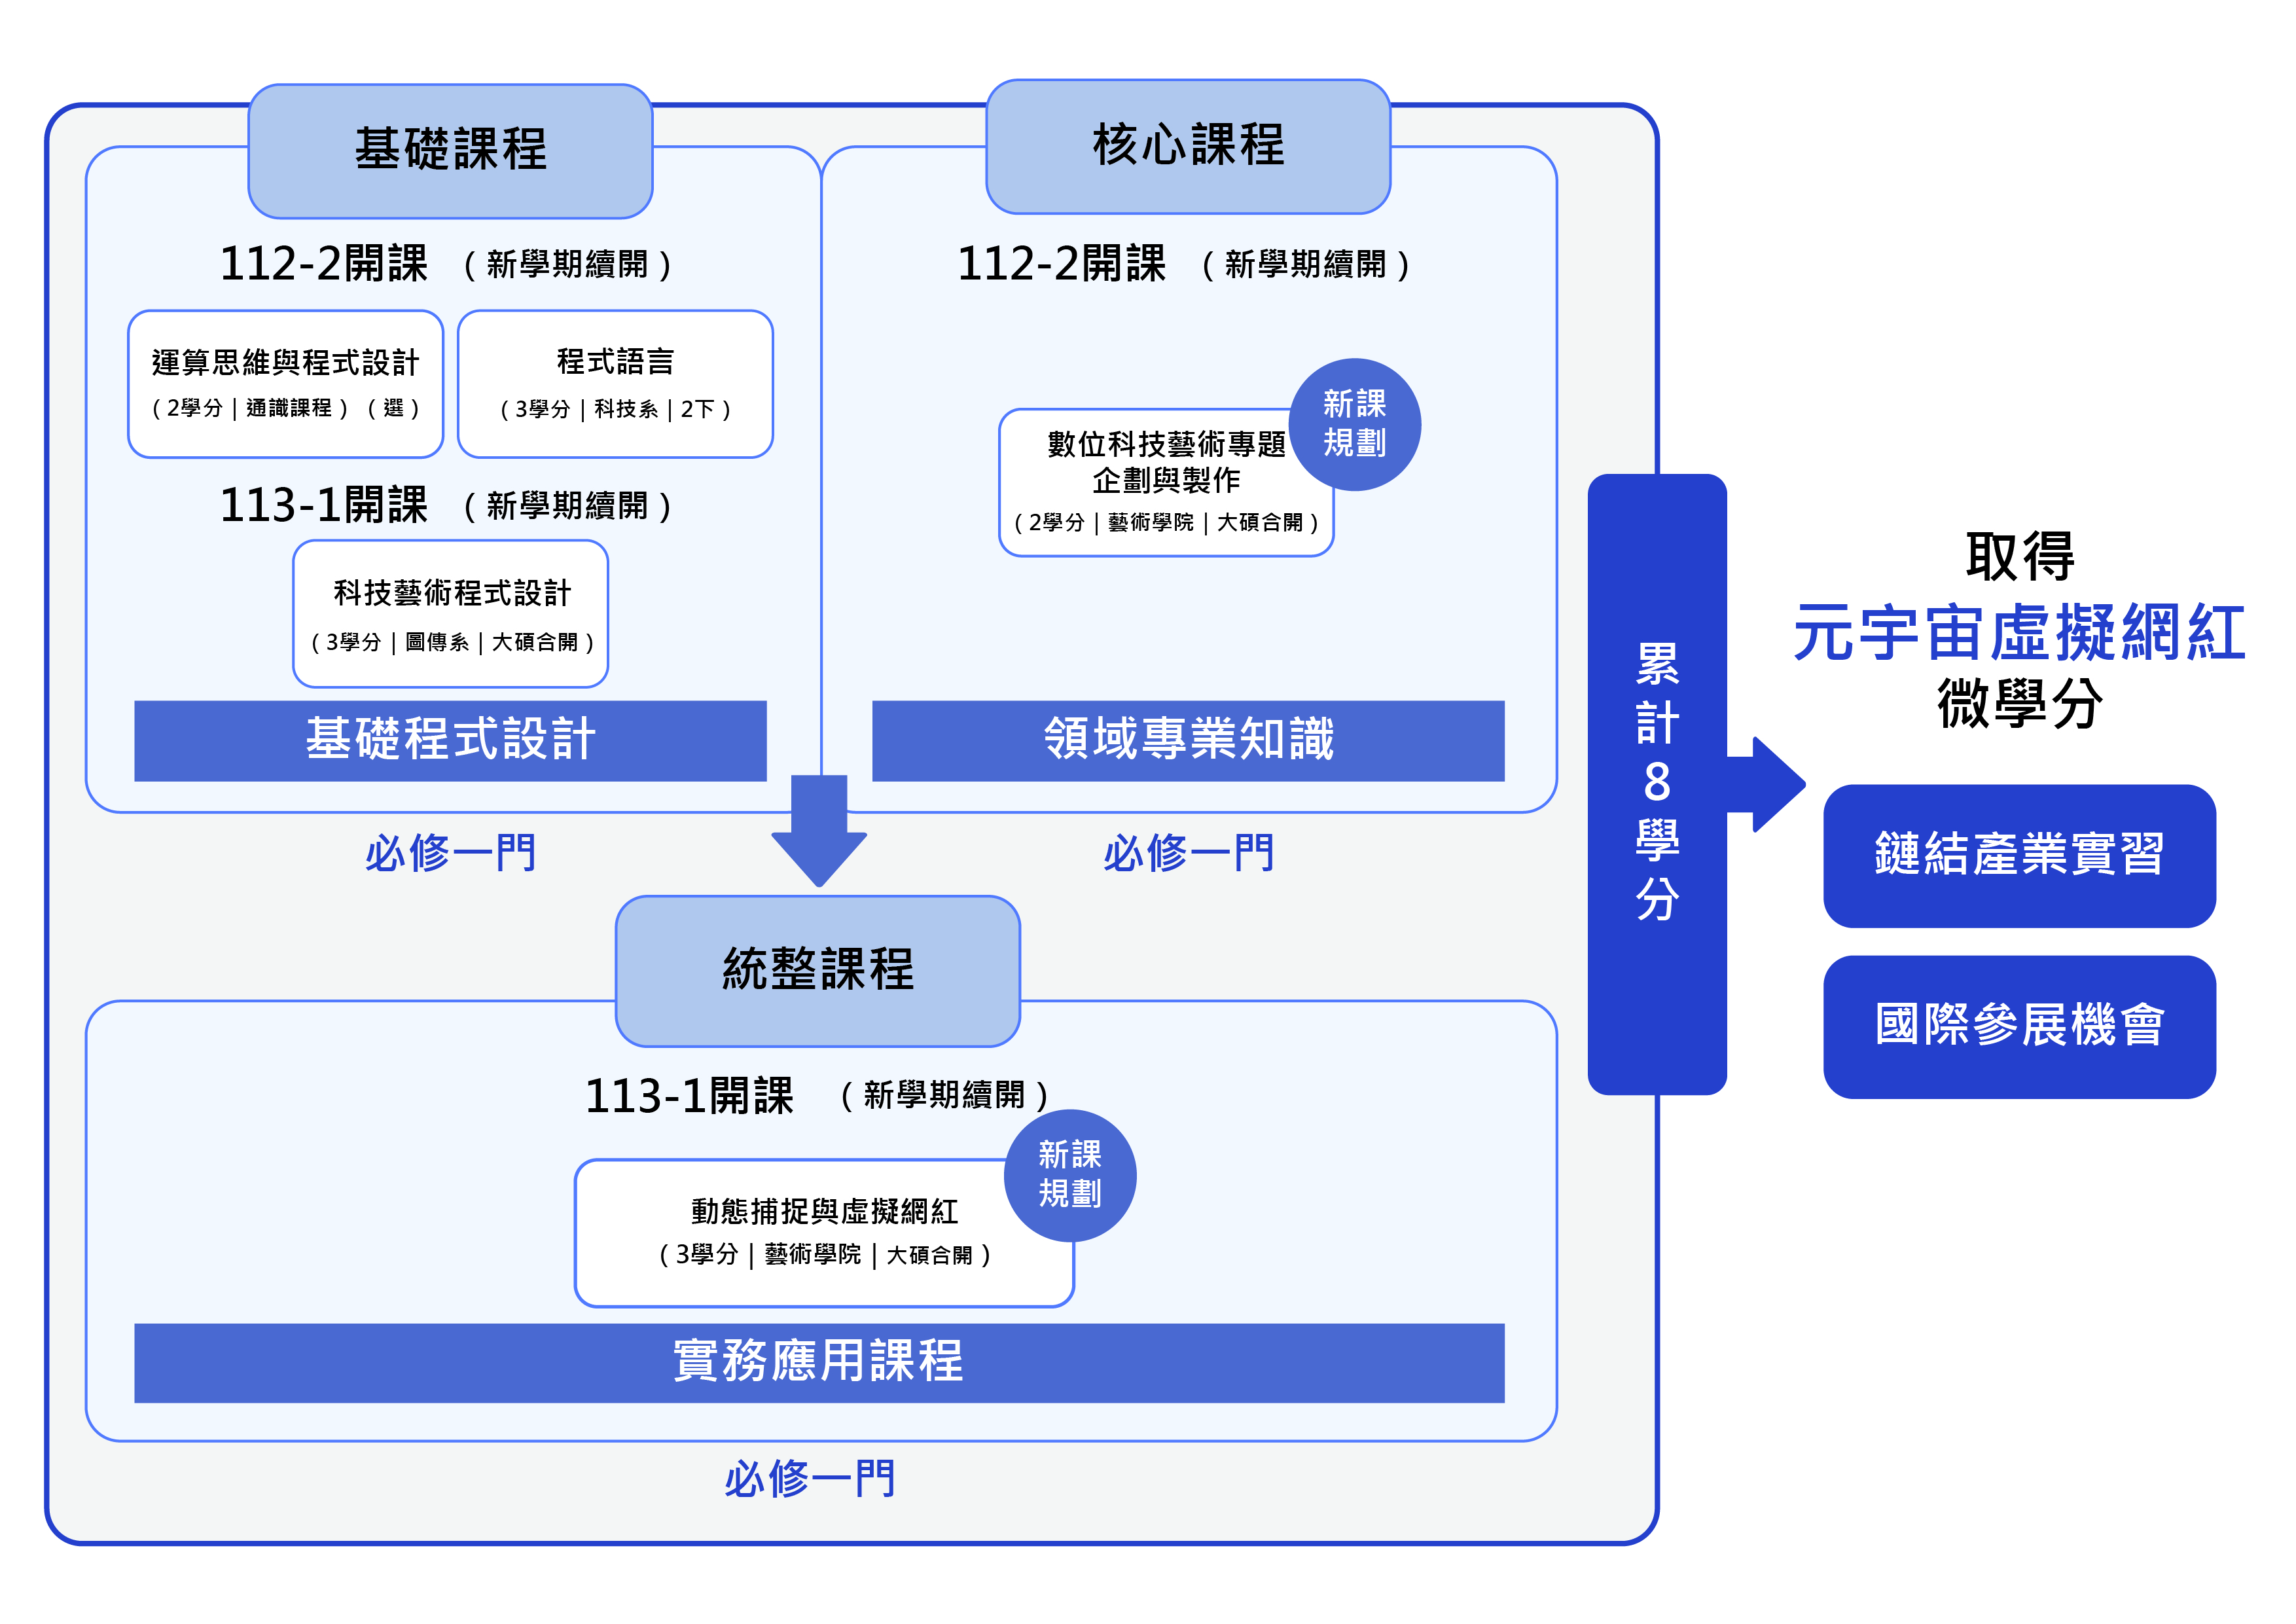 基礎課程
112-2開課 (新學期續開)
運算思維與程式設計
(2學分|通識課程)(選)
程式語言
(3學分|科技系|2下)
113-1開課 (新學期續開)
科技藝術程式設計
(3學分|圖傳系|大碩合開)
基礎程式設計
必修一門
核心課程
112-2開課 (新學期續開)
新課
規劃
數位科技藝術專題
企劃與製作
(2學分|藝術學院|大碩合開)
領域專業知識
必修一門
統整課程
113-1開課 (新學期續開)
新課
規劃
動態捕捉與虛擬網紅
(3學分|藝術學院|大碩合開)
實務應用課程
必修一門
累計8學分
取得
元宇宙虛擬網紅
微學分
鏈結產業實習
國際參展機會